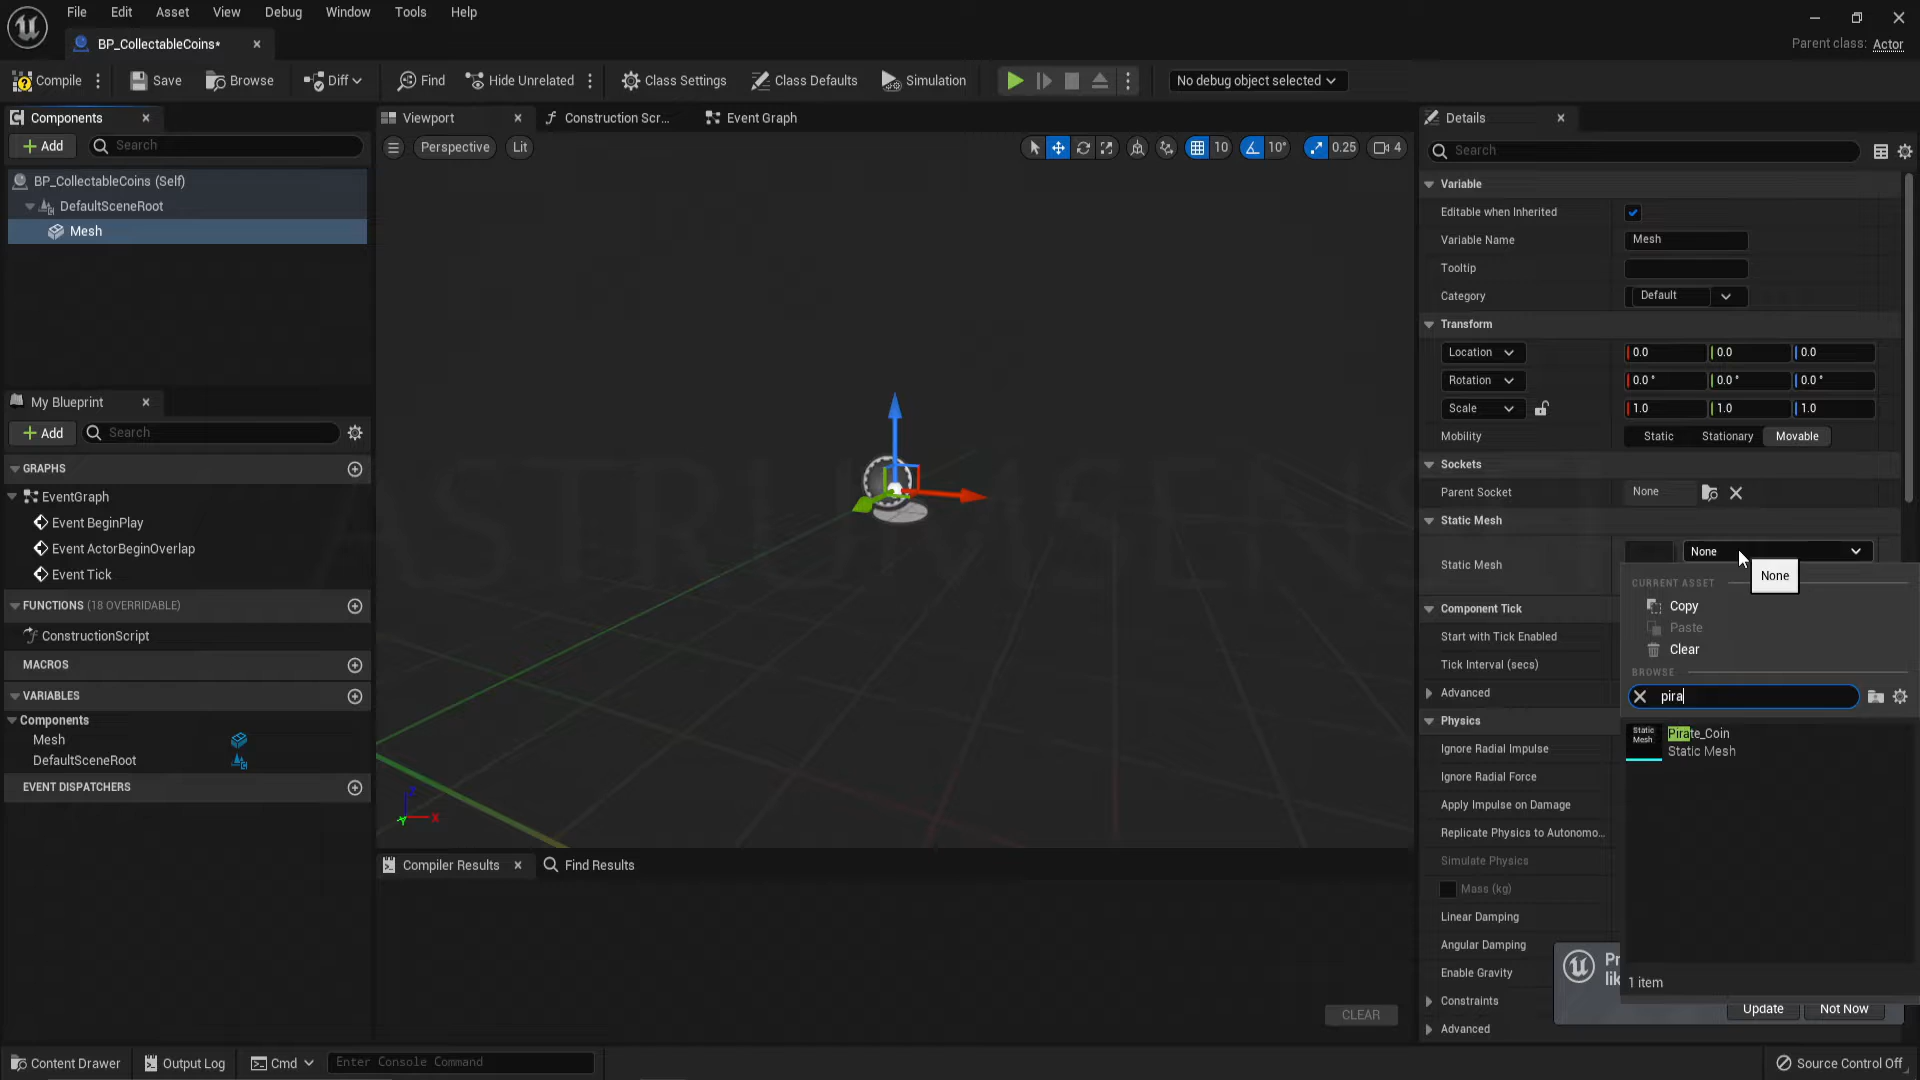 File Edit Asset View Debug Window Tools Help
BP_CollectableCoins*
Parent class: Actor
Compile Save Browse Diff Find Hide Unrelated Class Settings Class Defaults Simulation No debug object selected
Components
Add Search
BP_CollectableCoins (Self)
DefaultSceneRoot
Mesh
My Blueprint
Add Search
GRAPHS
EventGraph
Event BeginPlay
Event ActorBeginOverlap
Event Tick
FUNCTIONS (18 OVERRIDABLE)
ConstructionScript
MACROS
VARIABLES
Components
Mesh
DefaultSceneRoot
EVENT DISPATCHERS
Viewport Construction Scr... Event Graph
Perspective Lit 10 10° 0.25 4
Z
X
Y
Compiler Results Find Results
CLEAR
Details
Search
Variable
Editable when Inherited
Variable Name Mesh
Tooltip
Category Default
Transform
Location 0.0 0.0 0.0
Rotation 0.0 ° 0.0 ° 0.0 °
Scale 1.0 1.0 1.0
Mobility Static Stationary Movable
Sockets
Parent Socket None
Static Mesh
Static Mesh None
None
CURRENT ASSET
Copy
Paste
Clear
BROWSE
pira
Static Mesh
Pirate_Coin
Static Mesh
1 item
Component Tick
Start with Tick Enabled
Tick Interval (secs)
Advanced
Physics
Ignore Radial Impulse
Ignore Radial Force
Apply Impulse on Damage
Replicate Physics to Autonomo...
Simulate Physics
Mass (kg)
Linear Damping
Angular Damping
Enable Gravity
Constraints
Advanced
Update Not Now
Content Drawer Output Log Cmd Enter Console Command Source Control Off